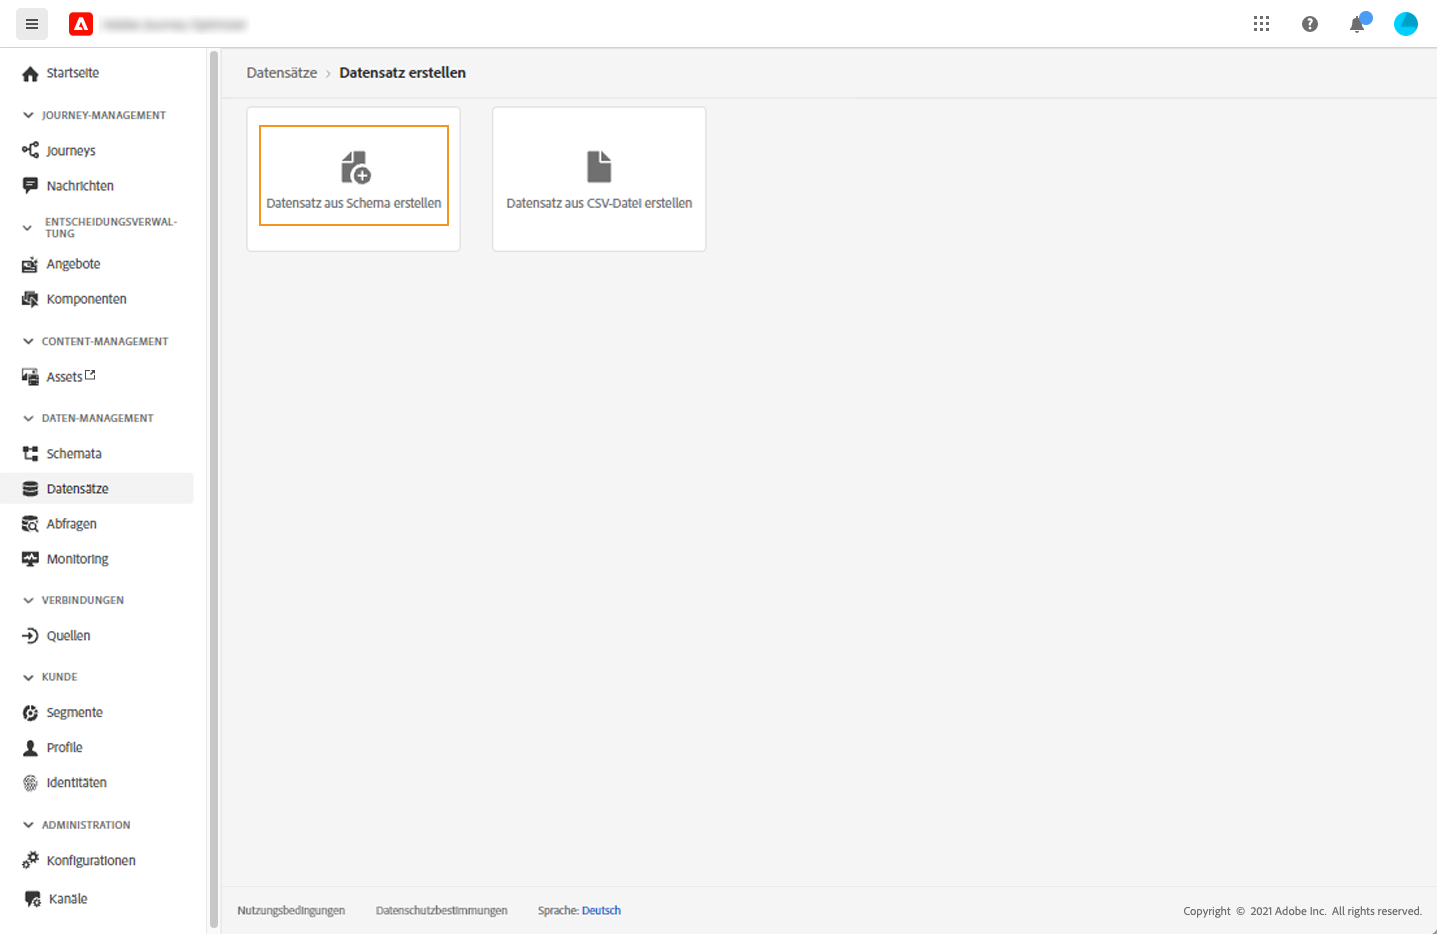 Startseite
JOURNEY-MANAGEMENT
Journeys
Nachrichten
ENTSCHEIDUNGSVERWAL-
TUNG
Angebote
Komponenten
CONTENT-MANAGEMENT
Assets
DATEN-MANAGEMENT
Schemata
Datensätze
Abfragen
Monitoring
VERBINDUNGEN
Quellen
KUNDE
Segmente
Profile
Identitäten
ADMINISTRATION
Konfigurationen
Kanäle
Datensätze › Datensatz erstellen
Datensatz aus Schema erstellen
Datensatz aus CSV-Datei erstellen
Nutzungsbedingungen Datenschutzbestimmungen Sprache: Deutsch
Copyright © 2021 Adobe Inc. All rights reserved.